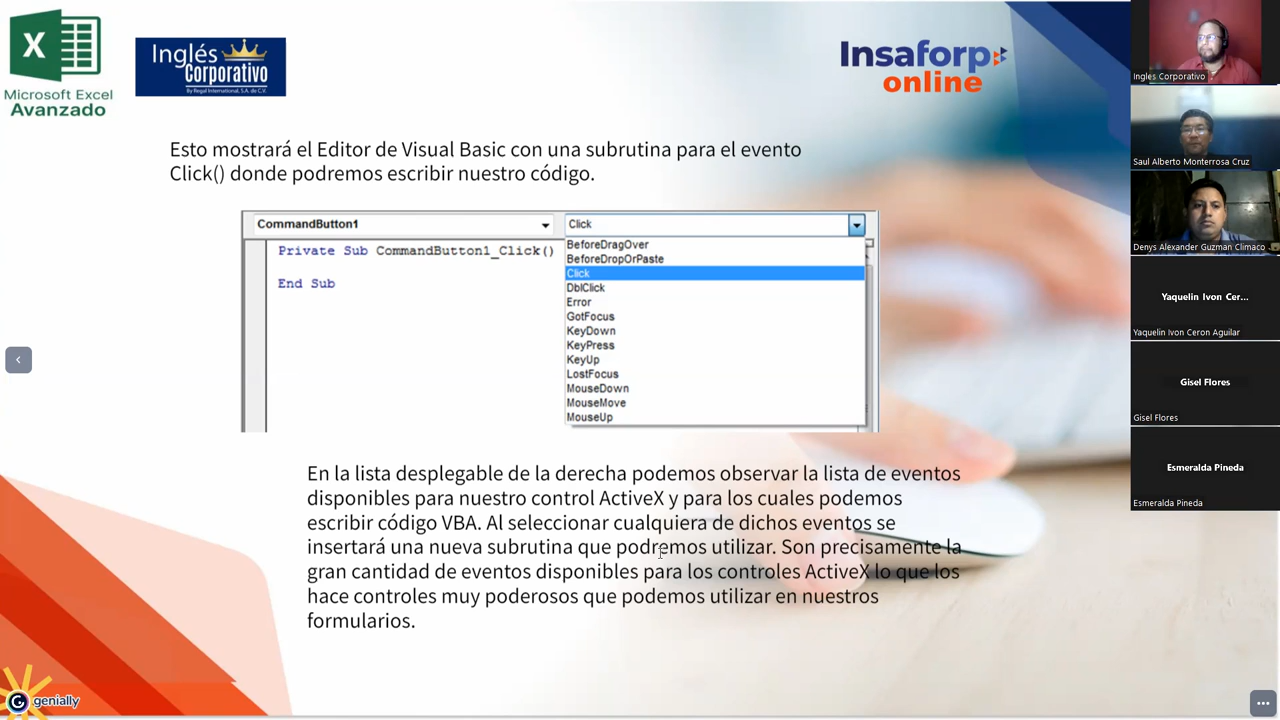 X
Microsoft Excel
Avanzado
Inglés
Corporativo
By Regal International, S.A. de C.V.
Insaforp
online
Esto mostrará el Editor de Visual Basic con una subrutina para el evento
Click() donde podremos escribir nuestro código.
CommandButton1
Click
Private Sub CommandButton1_Click()
End Sub
BeforeDragOver
BeforeDropOrPaste
Click
DblClick
Error
GotFocus
KeyDown
KeyPress
KeyUp
LostFocus
MouseDown
MouseMove
MouseUp
En la lista desplegable de la derecha podemos observar la lista de eventos
disponibles para nuestro control ActiveX y para los cuales podemos
escribir código VBA. Al seleccionar cualquiera de dichos eventos se
insertará una nueva subrutina que podremos utilizar. Son precisamente la
gran cantidad de eventos disponibles para los controles ActiveX lo que los
hace controles muy poderosos que podemos utilizar en nuestros
formularios.
genially
Ingles Corporativo
Saul Alberto Monterrosa Cruz
Denys Alexander Guzman Climaco
Yaquelin Ivon Cer...
Yaquelin Ivon Ceron Aguilar
Gisel Flores
Gisel Flores
Esmeralda Pineda
Esmeralda Pineda